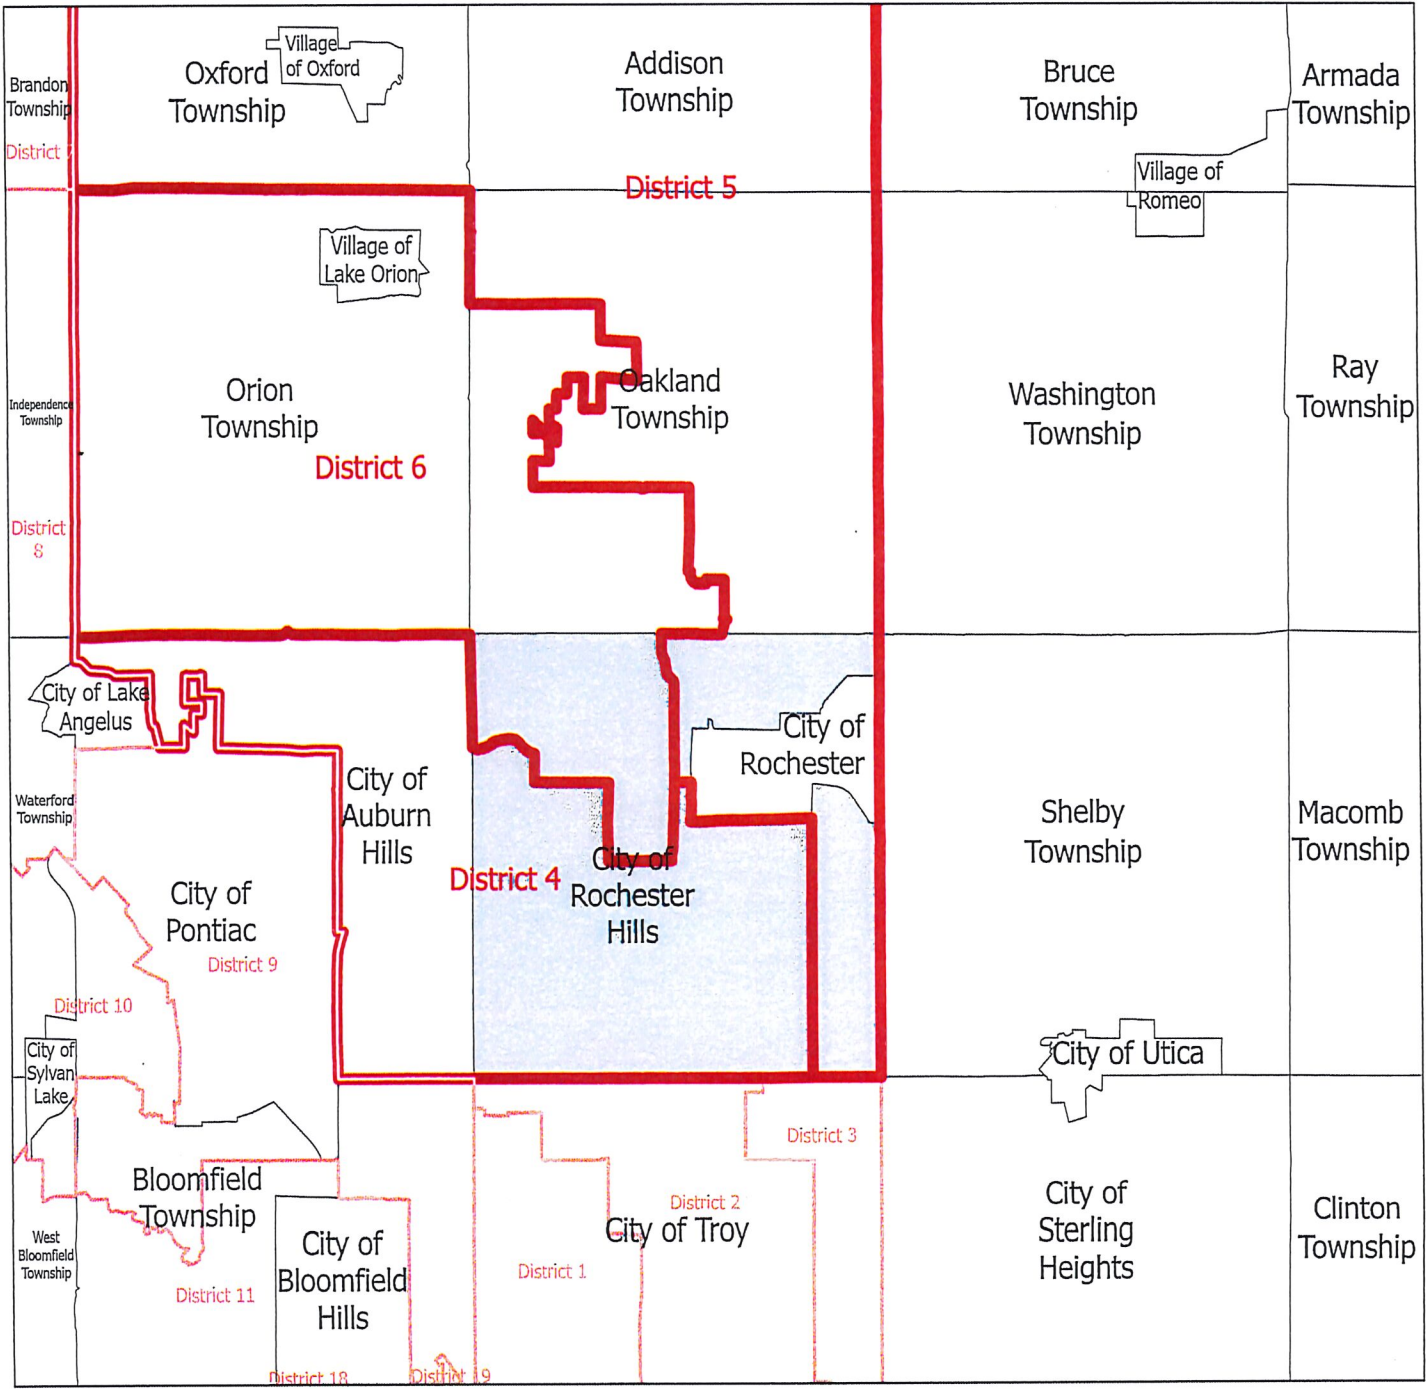 Brandon
Township
District
Oxford
Township
Village
of Oxford
Addison
Township
Bruce
Township
Armada
Township
District 5
Village of
Romeo
Village of
Lake Orion
Orion
Township
Independence
Township
District 6
Oakland
Township
Washington
Township
Ray
Township
District
8
City of Lake
Angelus
City of
Rochester
Waterford
Township
City of
Auburn
Hills
Shelby
Township
Macomb
Township
District 4
City of
Rochester
Hills
City of
Pontiac
District 9
District 10
City of
Sylvan
Lake
City of Utica
District 3
Bloomfield
Township
District 2
City of Troy
City of
Sterling
Heights
Clinton
Township
West
Bloomfield
Township
City of
Bloomfield
Hills
District 1
District 11
District 18
District 19